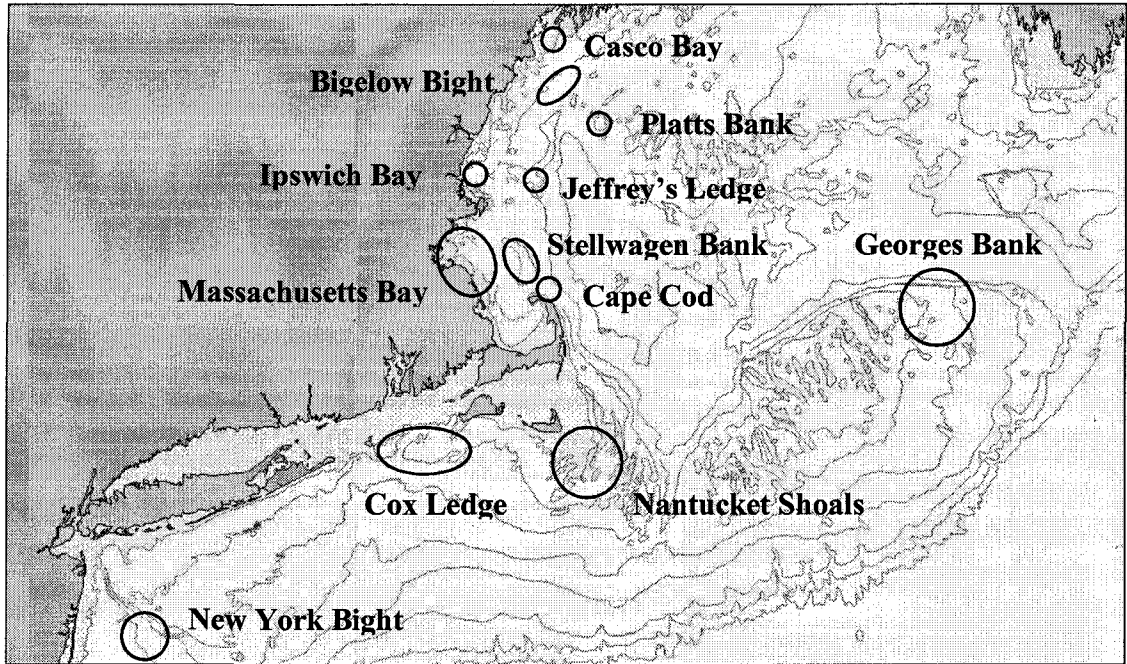 Casco Bay
Bigelow Bight
Platts Bank
Ipswich Bay
Jeffrey's Ledge
Stellwagen Bank
Georges Bank
Massachusetts Bay
Cape Cod
Cox Ledge
Nantucket Shoals
New York Bight